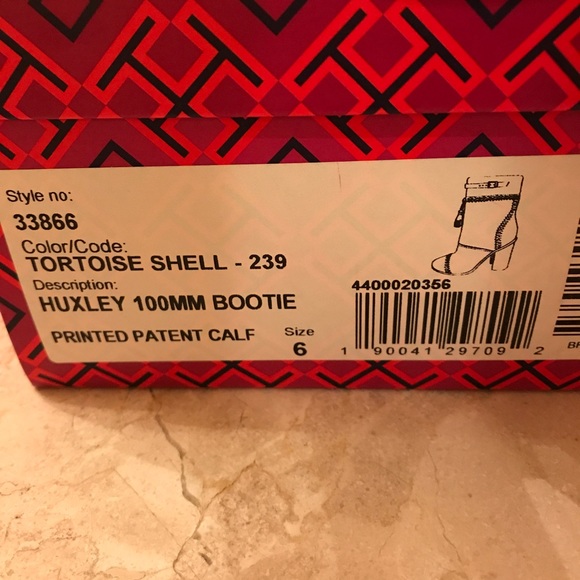 Style no:
33866
Color/Code:
TORTOISE SHELL - 239
Description:
HUXLEY 100MM BOOTIE
PRINTED PATENT CALF
Size
6
4400020356
1 90041 29709 2